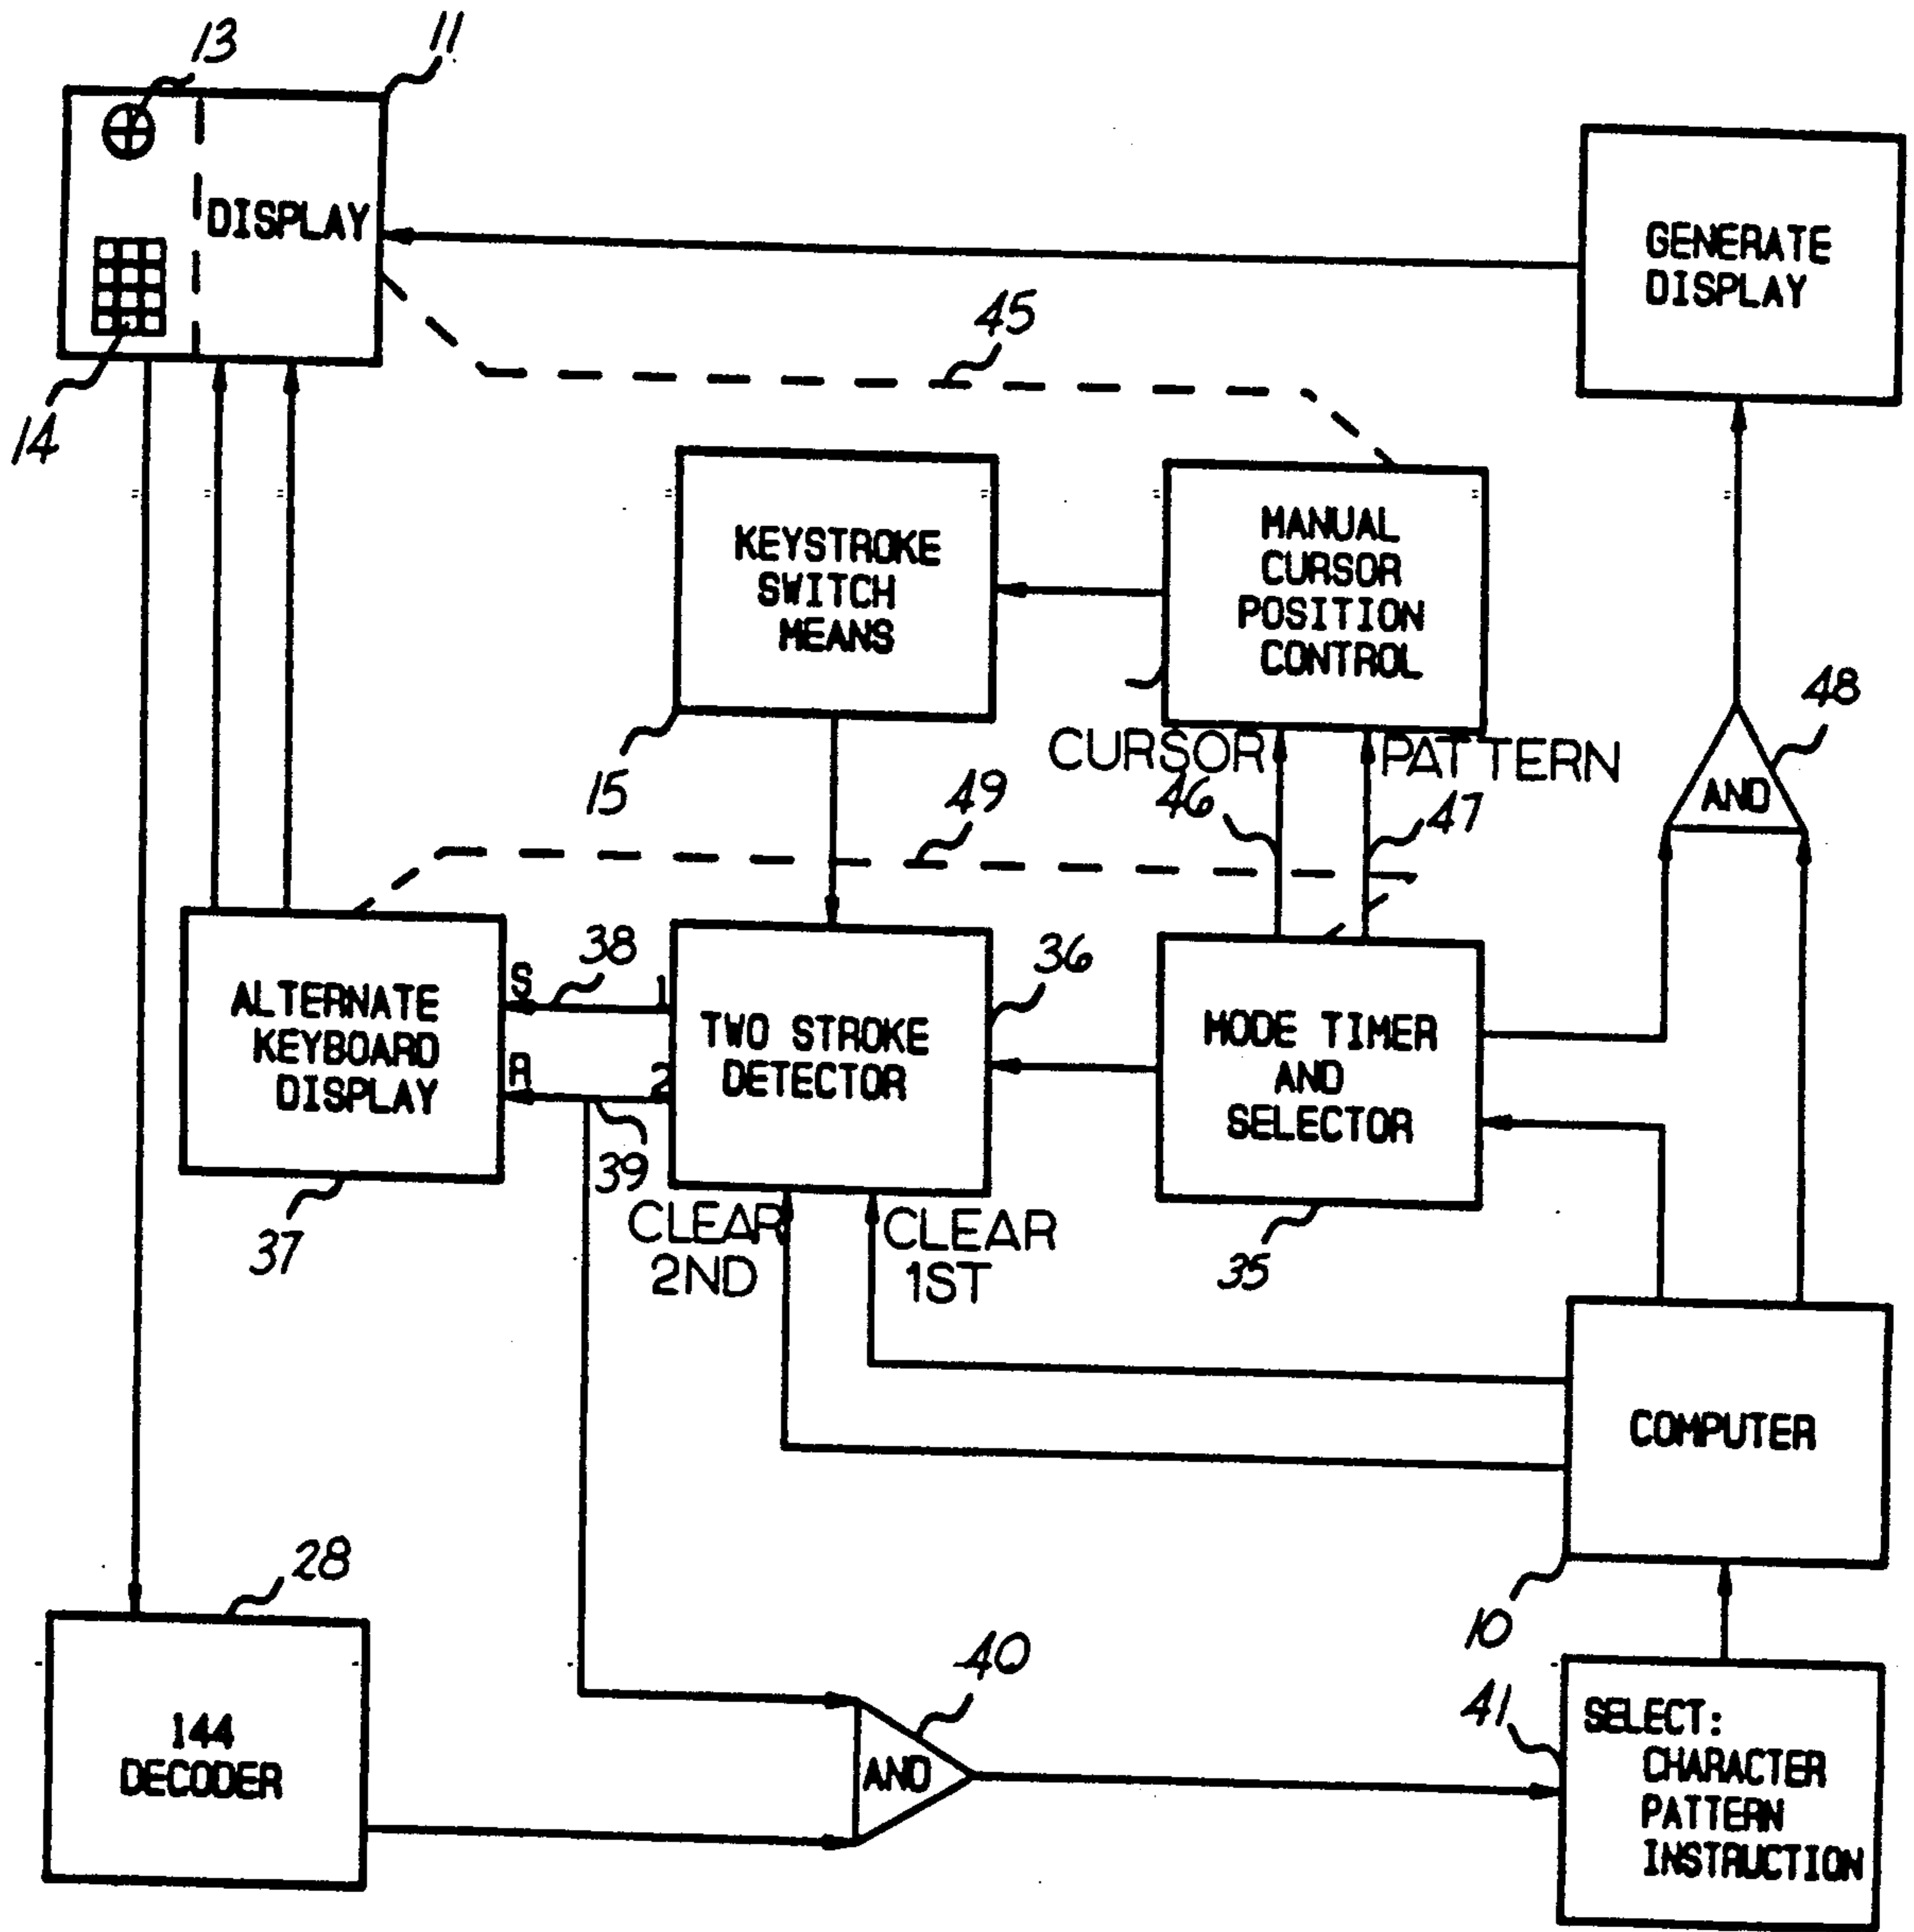 13
11
DISPLAY
GENERATE
DISPLAY
45
14
KEYSTROKE
SWITCH
MEANS
MANUAL
CURSOR
POSITION
CONTROL
15
CURSOR
PATTERN
48
AND
49
46
47
38
36
S
1
ALTERNATE
KEYBOARD
DISPLAY
R
2
TWO STROKE
DETECTOR
MODE TIMER
AND
SELECTOR
39
37
CLEAR
2ND
CLEAR
1ST
35
COMPUTER
28
10
40
41
144
DECODER
AND
SELECT:
CHARACTER
PATTERN
INSTRUCTION